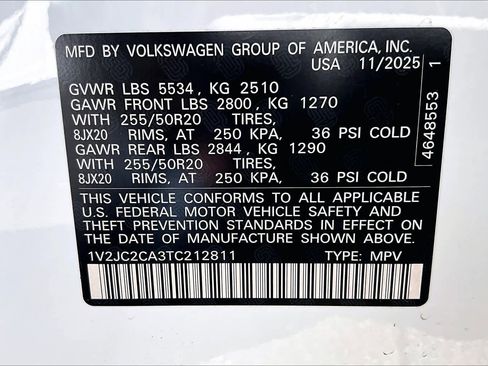 MFD BY VOLKSWAGEN GROUP OF AMERICA, INC.
USA 11/2025
GVWR LBS 5534 , KG 2510
GAWR FRONT LBS 2800 , KG 1270
WITH 255/50R20 TIRES,
8JX20 RIMS, AT 250 KPA, 36 PSI COLD
GAWR REAR LBS 2844 , KG 1290
WITH 255/50R20 TIRES,
8JX20 RIMS, AT 250 KPA, 36 PSI COLD
THIS VEHICLE CONFORMS TO ALL APPLICABLE
U.S. FEDERAL MOTOR VEHICLE SAFETY AND
THEFT PREVENTION STANDARDS IN EFFECT ON THE
DATE OF MANUFACTURE SHOWN ABOVE.
1V2JC2CA3TC212811 TYPE: MPV
4648553 1